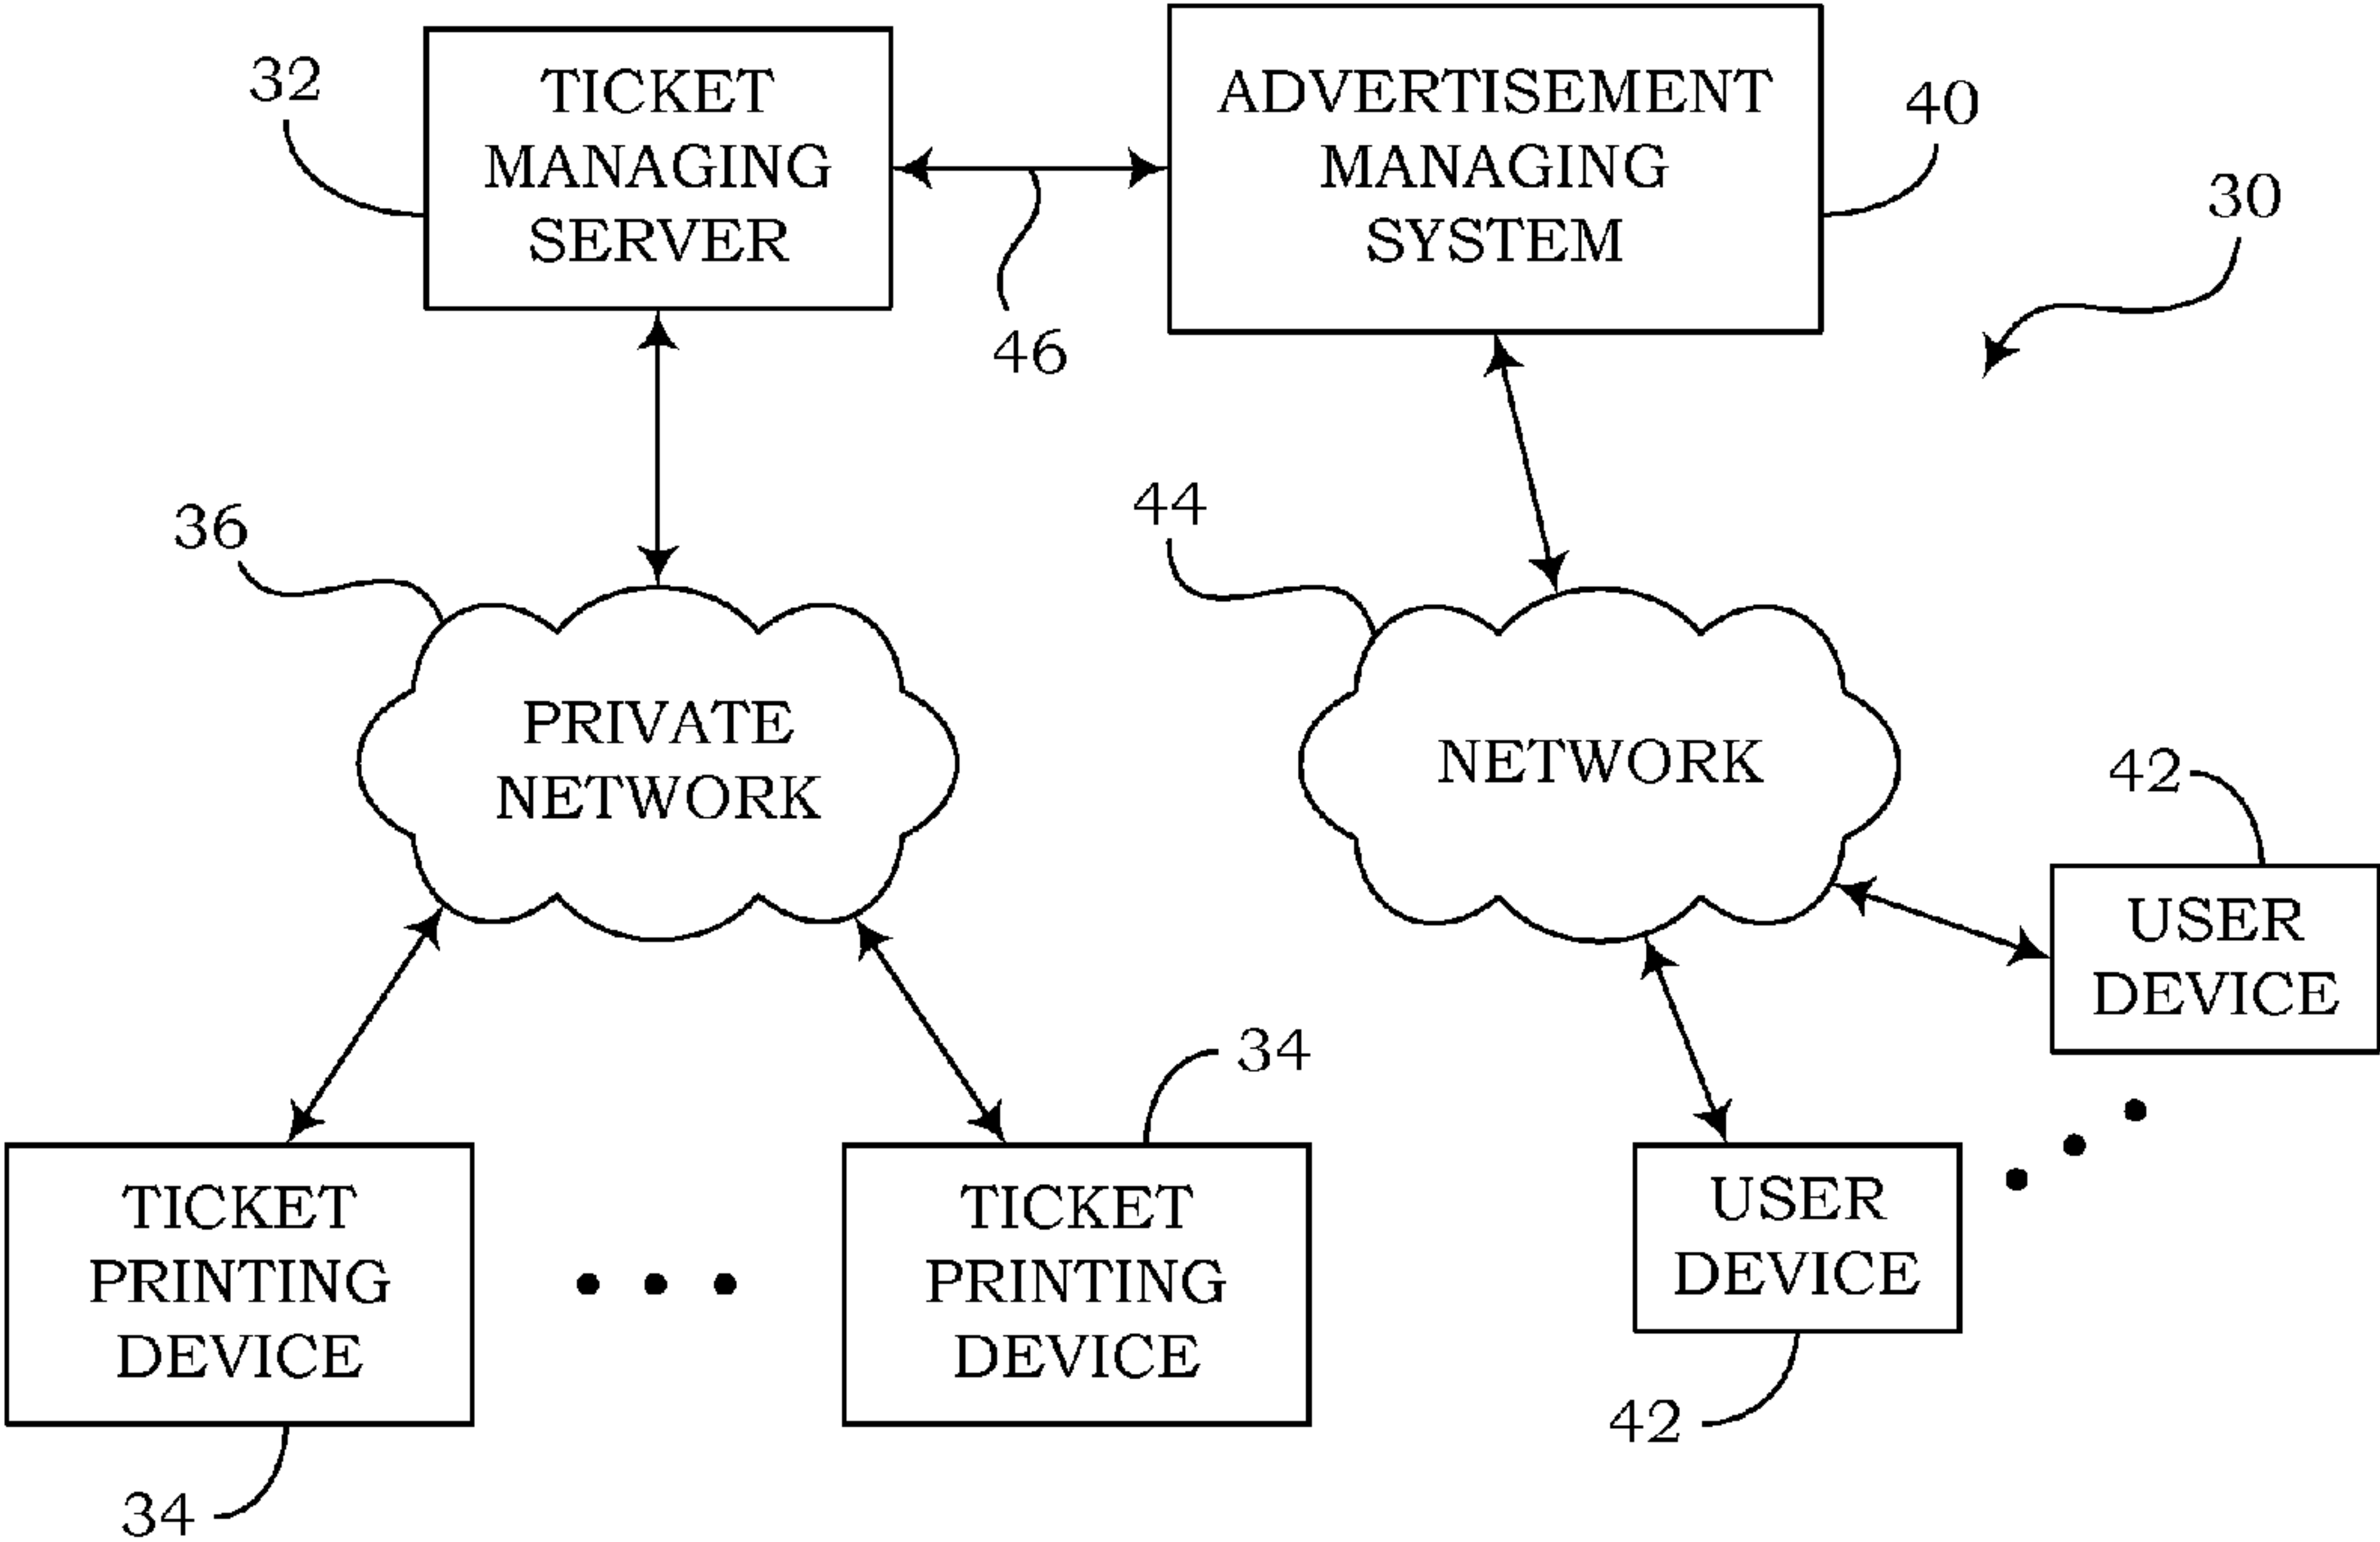 32
TICKET
MANAGING
SERVER
ADVERTISEMENT
MANAGING
SYSTEM
40
30
46
36
44
PRIVATE
NETWORK
NETWORK
42
USER
DEVICE
34
TICKET
PRINTING
DEVICE
TICKET
PRINTING
DEVICE
USER
DEVICE
42
34